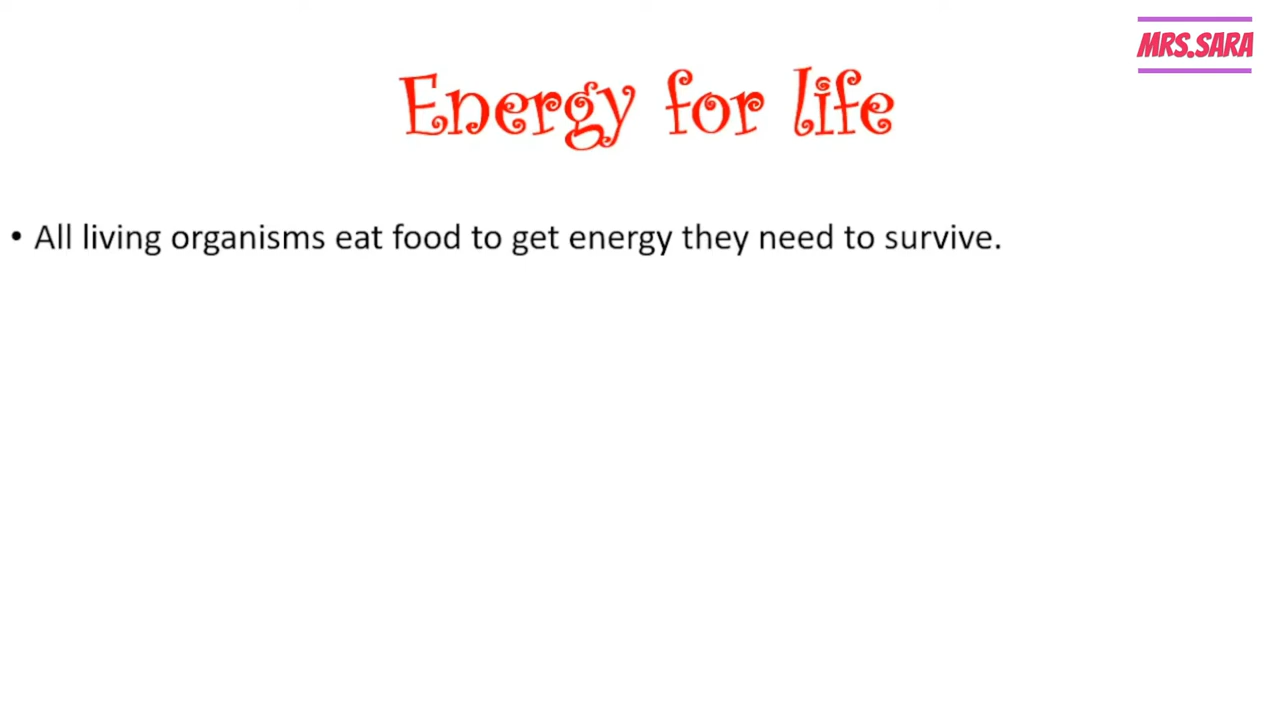 MRS.SARA
Energy for life
• All living organisms eat food to get energy they need to survive.